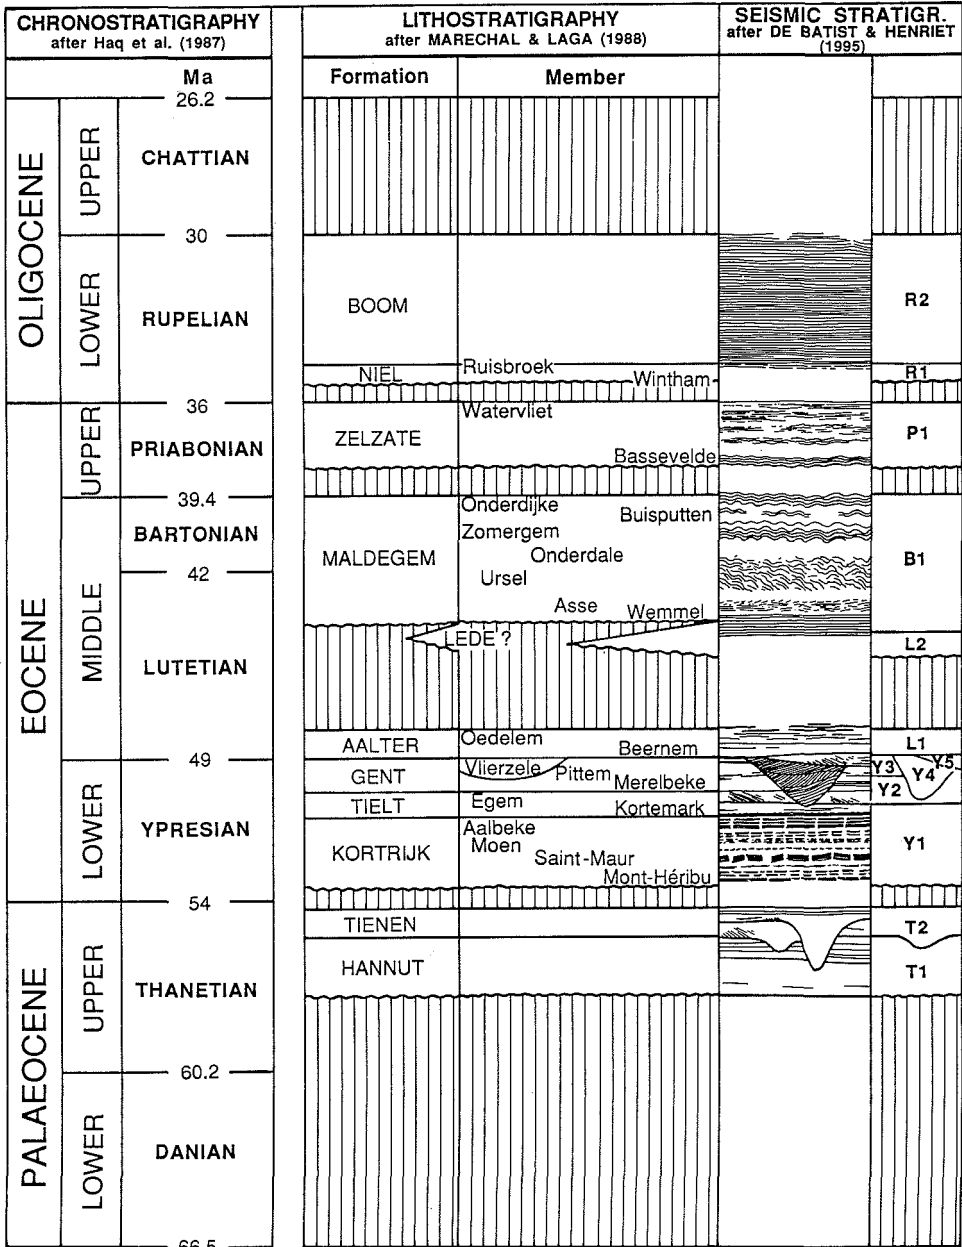 CHRONOSTRATIGRAPHY
after Haq et al. (1987)
LITHOSTRATIGRAPHY
after MARECHAL & LAGA (1988)
SEISMIC STRATIGR.
after DE BATIST & HENRIET
(1995)
Ma
Formation
Member
26.2
OLIGOCENE
UPPER
CHATTIAN
30
LOWER
RUPELIAN
BOOM
R2
NIEL
Ruisbroek
Wintham
R1
36
EOCENE
UPPER
PRIABONIAN
ZELZATE
Watervliet
Bassevelde
P1
39.4
MIDDLE
BARTONIAN
42
MALDEGEM
Onderdijke
Buisputten
Zomergem
Onderdale
Ursel
Asse
Wemmel
B1
LUTETIAN
LEDE ?
L2
AALTER
Oedelem
Beernem
L1
49
LOWER
YPRESIAN
GENT
Vlierzele
Pittem
Merelbeke
Y3
Y5
Y4
Y2
TIELT
Egem
Kortemark
KORTRIJK
Aalbeke
Moen
Saint-Maur
Mont-Héribu
Y1
54
PALAEOCENE
UPPER
THANETIAN
TIENEN
T2
HANNUT
T1
60.2
LOWER
DANIAN
66.5